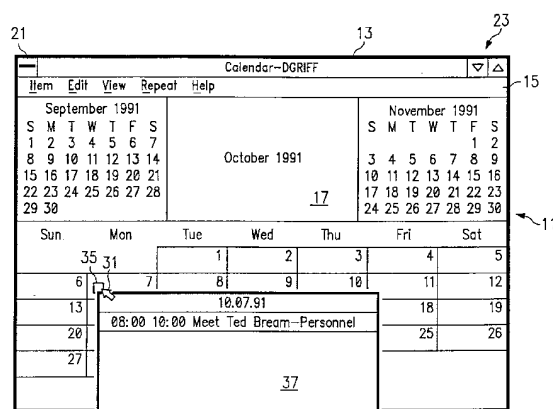 21 13 23
Calendar-DGRIFF
Item Edit View Repeat Help 15
September 1991
S M T W T F S
1 2 3 4 5 6 7
8 9 10 11 12 13 14
15 16 17 18 19 20 21
22 23 24 25 26 27 28
29 30
October 1991
17
November 1991
S M T W T F S
1 2
3 4 5 6 7 8 9
10 11 12 13 14 15 16
17 18 19 20 21 22 23
24 25 26 27 28 29 30
11
Sun. Mon Tue Wed Thu Fri Sat
1 2 3 4 5
35 31
6 7 8 9 10 11 12
13 18 19
20 25 26
27
10.07.91
08:00 10:00 Meet Ted Bream-Personnel
37